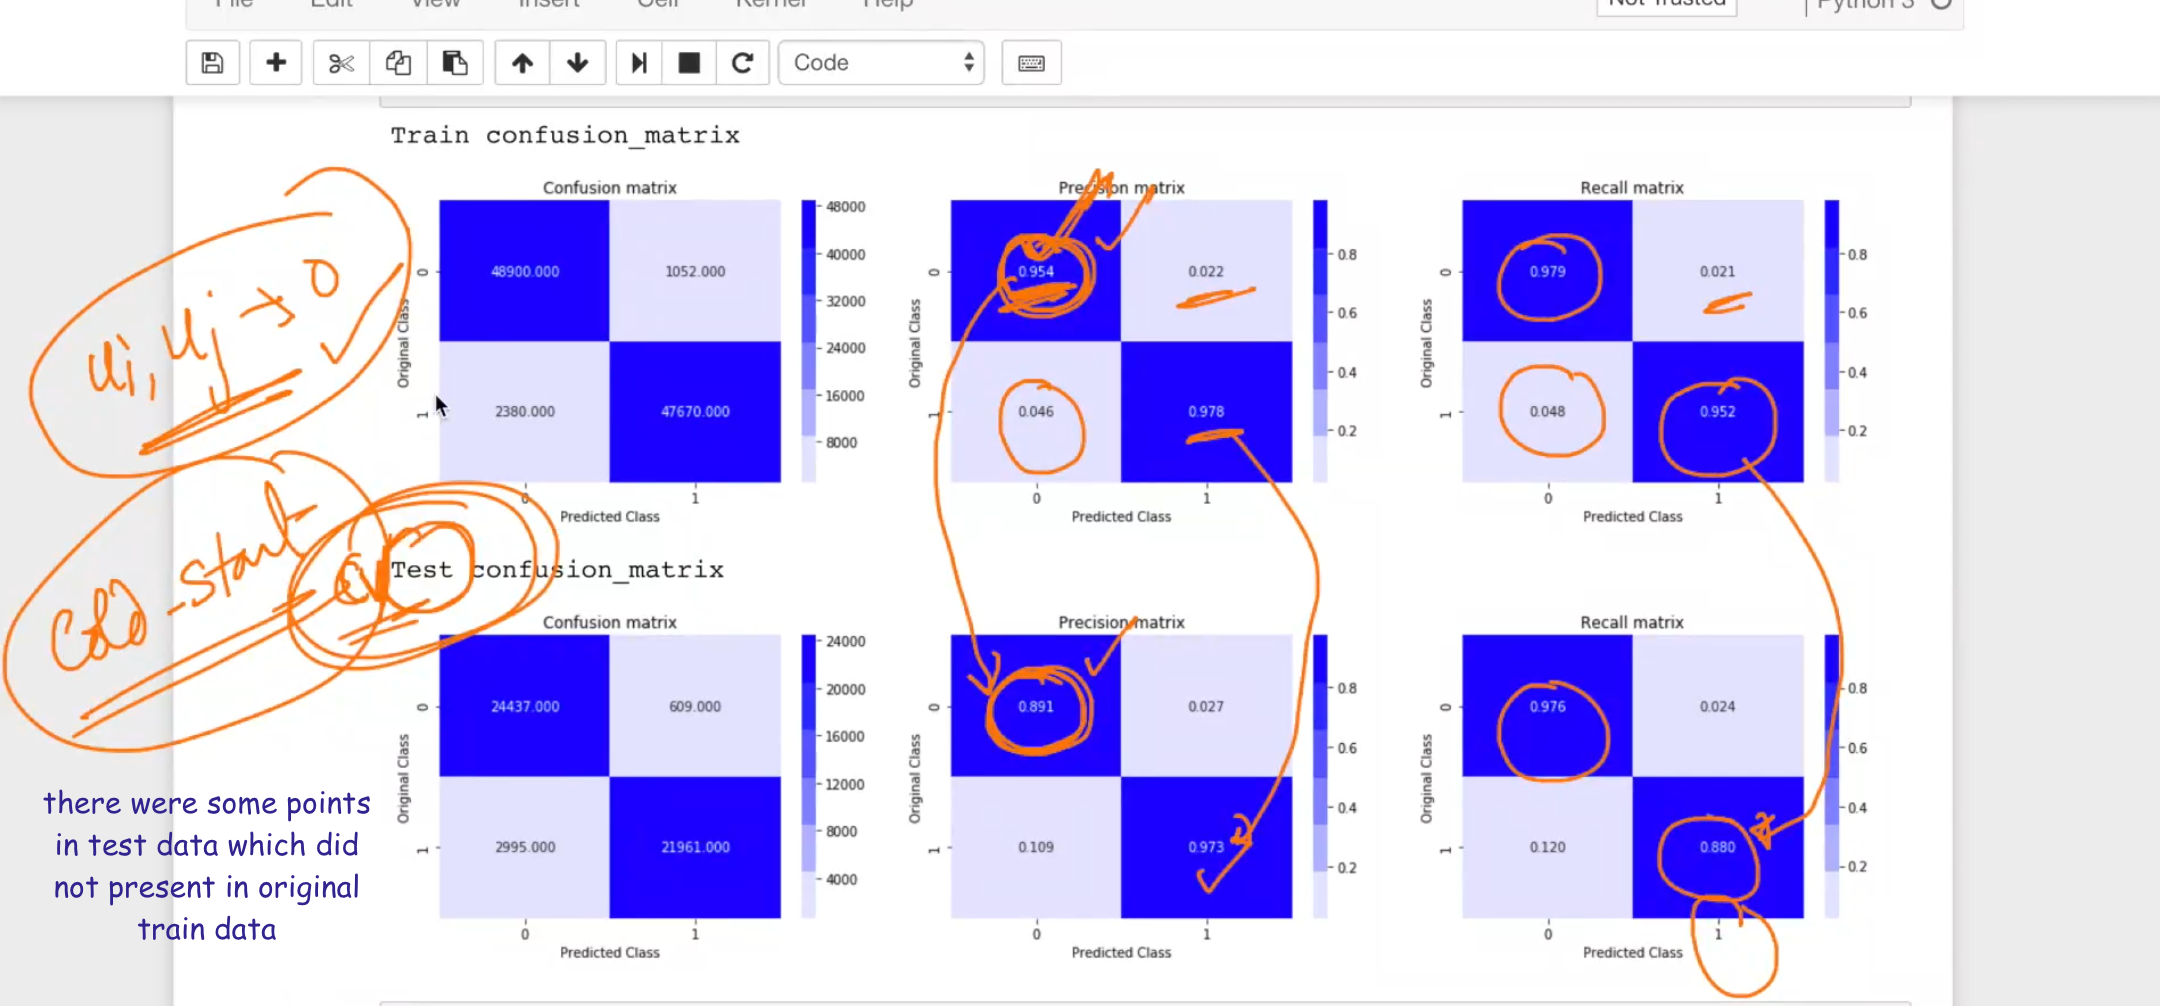 File Edit View Insert Cell Kernel Help Not Trusted Python 3
Code
Train confusion_matrix
Confusion matrix
Precision matrix
Recall matrix
Original Class
0
1
48900.000 1052.000
2380.000 47670.000
48000
40000
32000
24000
16000
8000
0 1
Predicted Class
Original Class
0
1
0.954 0.022
0.046 0.978
0.8
0.6
0.4
0.2
0 1
Predicted Class
Original Class
0
1
0.979 0.021
0.048 0.952
0.8
0.6
0.4
0.2
0 1
Predicted Class
ui, uj → 0
Cold-start
Test confusion_matrix
Confusion matrix
Precision matrix
Recall matrix
Original Class
0
1
24437.000 609.000
2995.000 21961.000
24000
20000
16000
12000
8000
4000
0 1
Predicted Class
Original Class
0
1
0.891 0.027
0.109 0.973
0.8
0.6
0.4
0.2
0 1
Predicted Class
Original Class
0
1
0.976 0.024
0.120 0.880
0.8
0.6
0.4
0.2
0 1
Predicted Class
there were some points
in test data which did
not present in original
train data